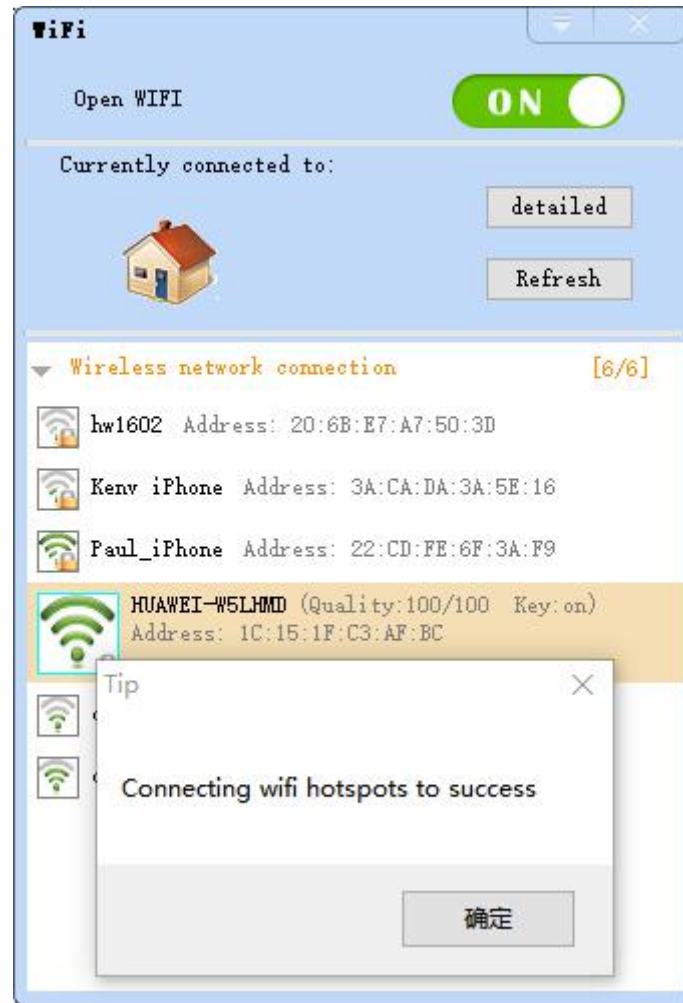 WiFi
Open WIFI
ON
Currently connected to:
detailed
Refresh
Wireless network connection [6/6]
hw1602 Address: 20:6B:E7:A7:50:3D
Kenv iPhone Address: 3A:CA:DA:3A:5E:16
Paul_iPhone Address: 22:CD:FE:6F:3A:F9
HUAWEI-W5LHMD (Quality:100/100 Key:on)
Address: 1C:15:1F:C3:AF:BC
Tip
Connecting wifi hotspots to success
确定